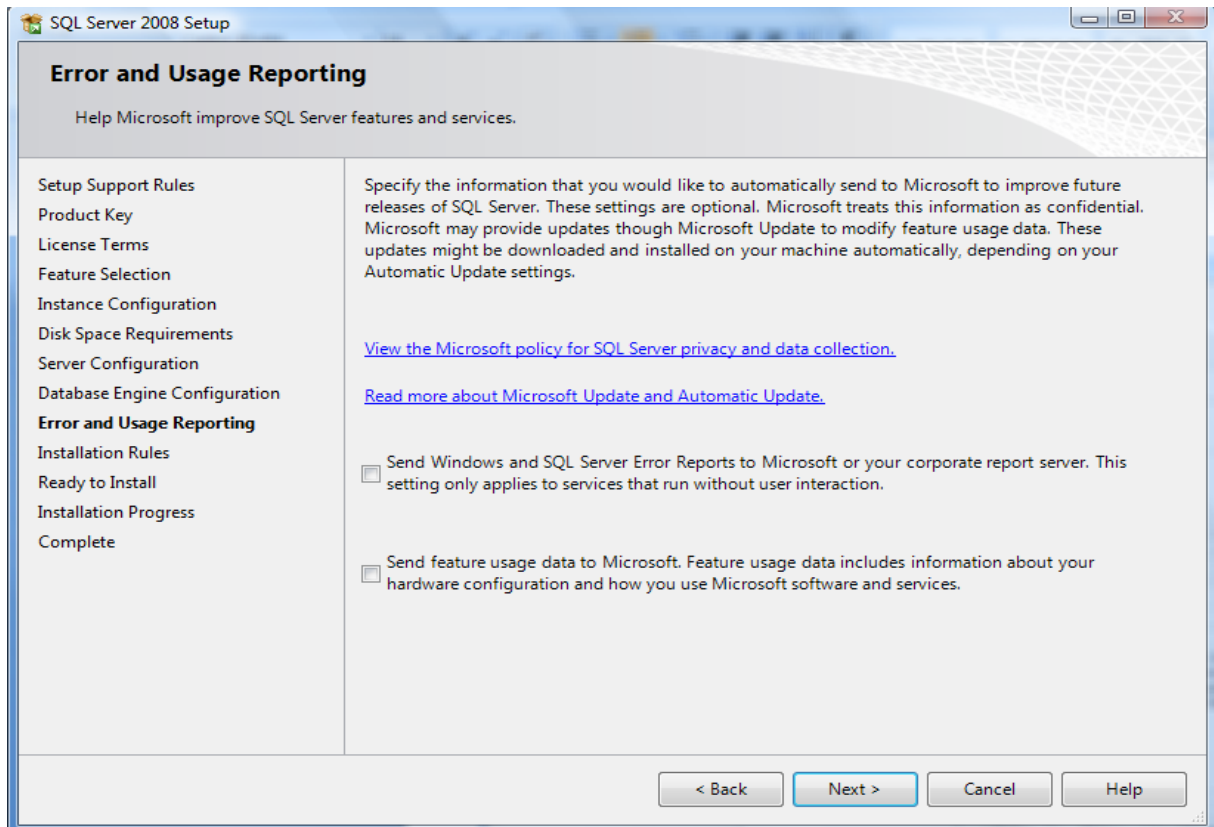 SQL Server 2008 Setup
Error and Usage Reporting
Help Microsoft improve SQL Server features and services.
Setup Support Rules
Product Key
License Terms
Feature Selection
Instance Configuration
Disk Space Requirements
Server Configuration
Database Engine Configuration
Error and Usage Reporting
Installation Rules
Ready to Install
Installation Progress
Complete
Specify the information that you would like to automatically send to Microsoft to improve future
releases of SQL Server. These settings are optional. Microsoft treats this information as confidential.
Microsoft may provide updates though Microsoft Update to modify feature usage data. These
updates might be downloaded and installed on your machine automatically, depending on your
Automatic Update settings.
View the Microsoft policy for SQL Server privacy and data collection.
Read more about Microsoft Update and Automatic Update.
Send Windows and SQL Server Error Reports to Microsoft or your corporate report server. This
setting only applies to services that run without user interaction.
Send feature usage data to Microsoft. Feature usage data includes information about your
hardware configuration and how you use Microsoft software and services.
< Back
Next >
Cancel
Help